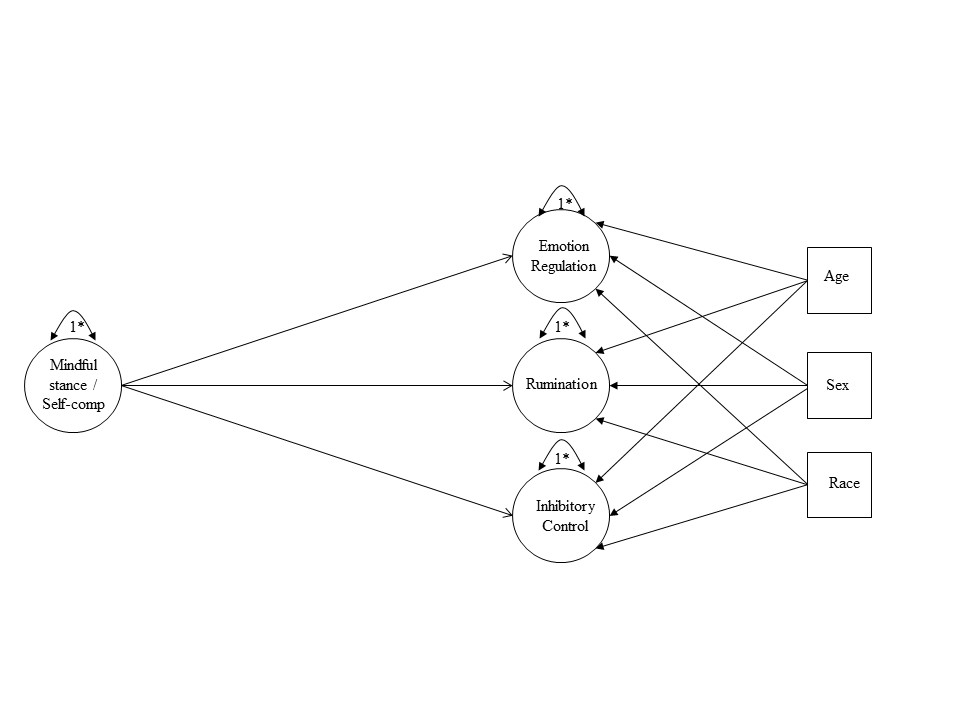 1*
Emotion
Regulation
Age
1*
1*
Mindful
stance /
Self-comp
Rumination
Sex
1*
Inhibitory
Control
Race